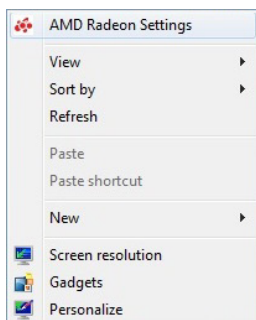 AMD Radeon Settings
View
Sort by
Refresh
Paste
Paste shortcut
New
Screen resolution
Gadgets
Personalize